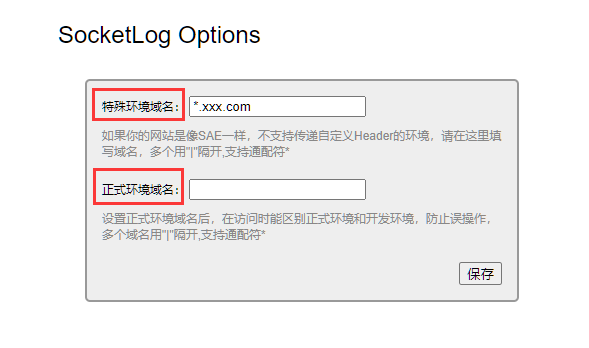 SocketLog Options
特殊环境域名： *.xxx.com
如果你的网站是像SAE一样，不支持传递自定义Header的环境，请在这里填
写域名，多个用"|"隔开,支持通配符*
正式环境域名：
设置正式环境域名后，在访问时能区别正式环境和开发环境，防止误操作，
多个域名用"|"隔开,支持通配符*
保存